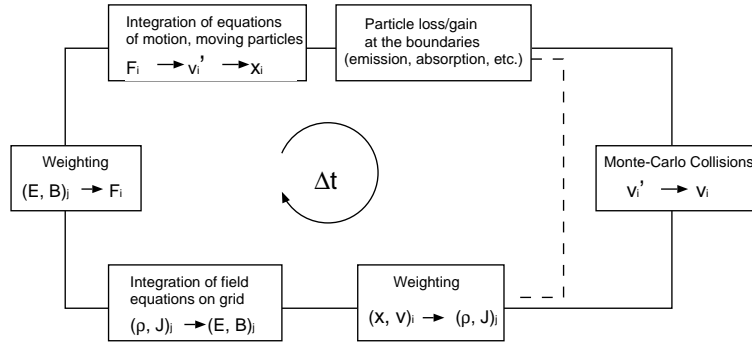 Integration of equations
of motion, moving particles
Fi → vi’ → xi
Particle loss/gain
at the boundaries
(emission, absorption, etc.)
Monte-Carlo Collisions
vi’ → vi
Weighting
(x, v)i → (ρ, J)j
Integration of field
equations on grid
(ρ, J)j → (E, B)j
Weighting
(E, B)j → Fi
Δt